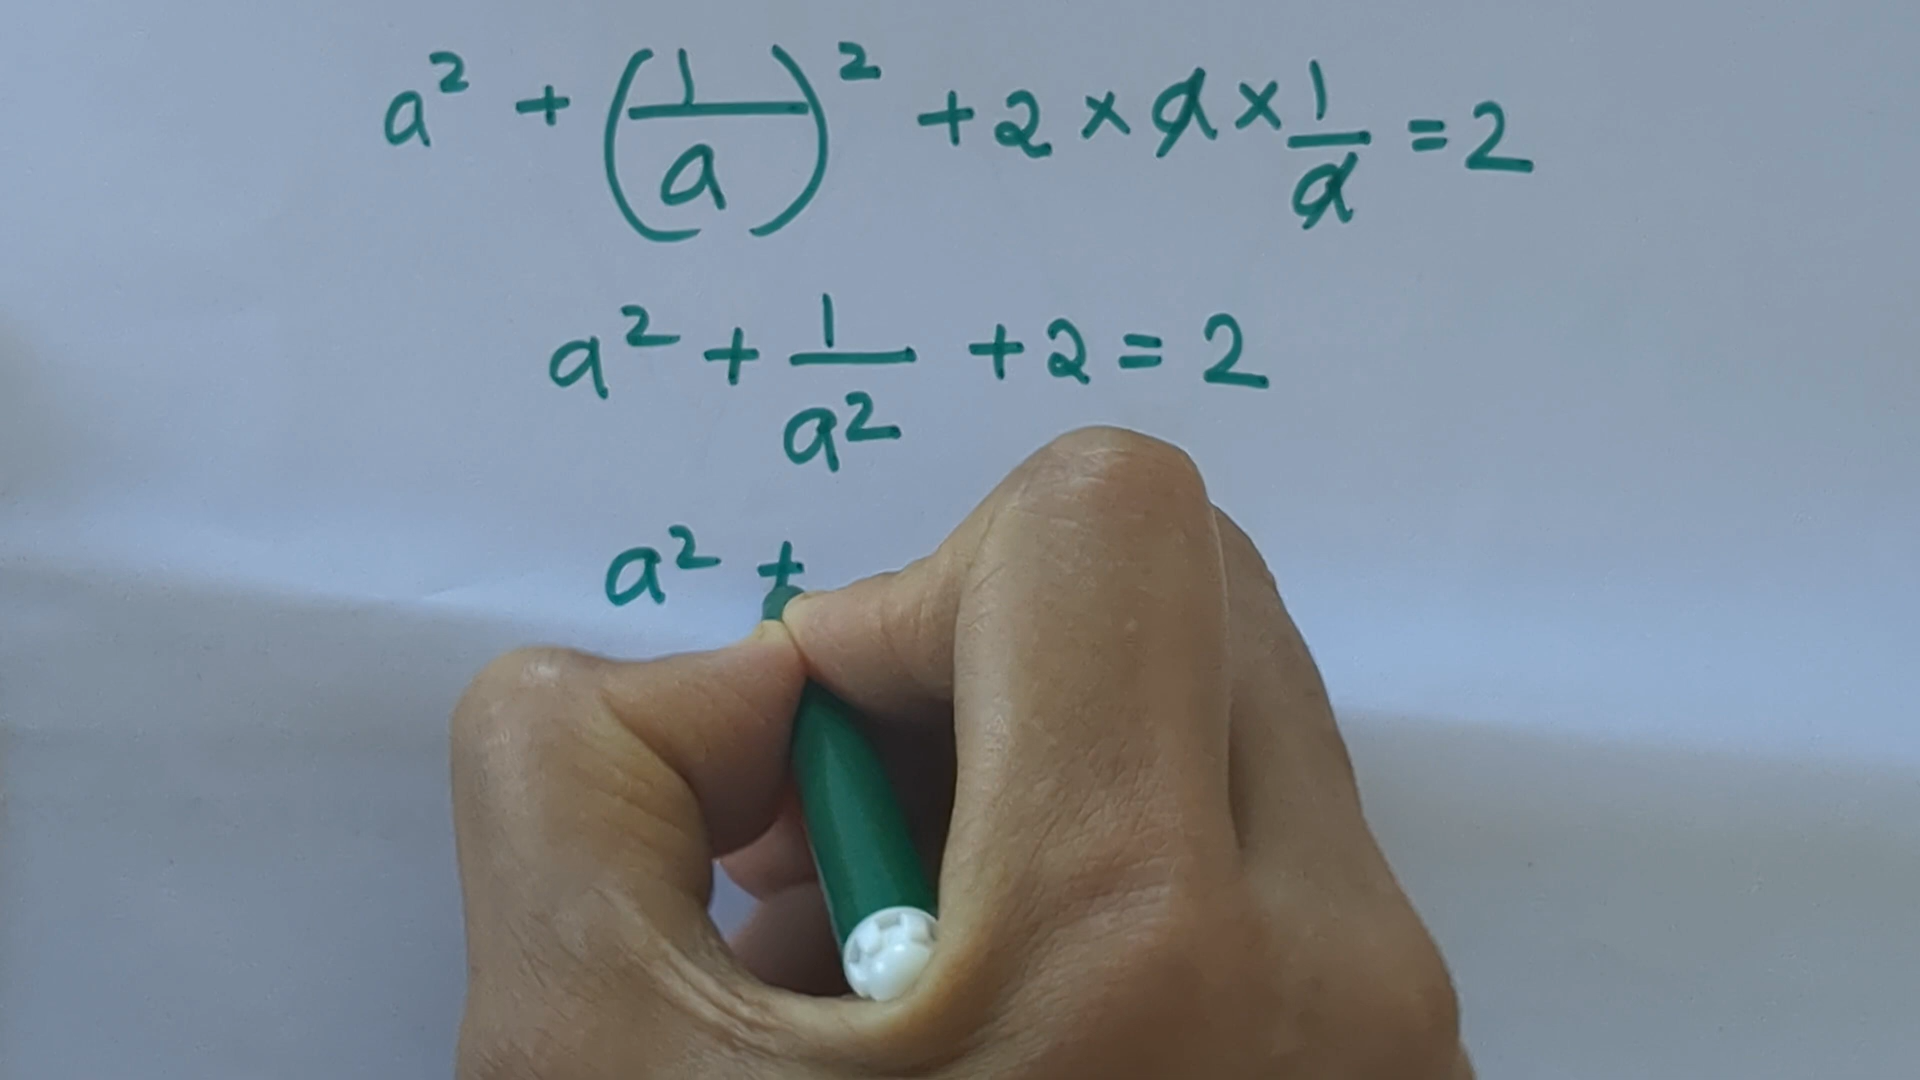 a² + (1/a)² + 2 × a × 1/a = 2
a² + 1/a² + 2 = 2
a² +